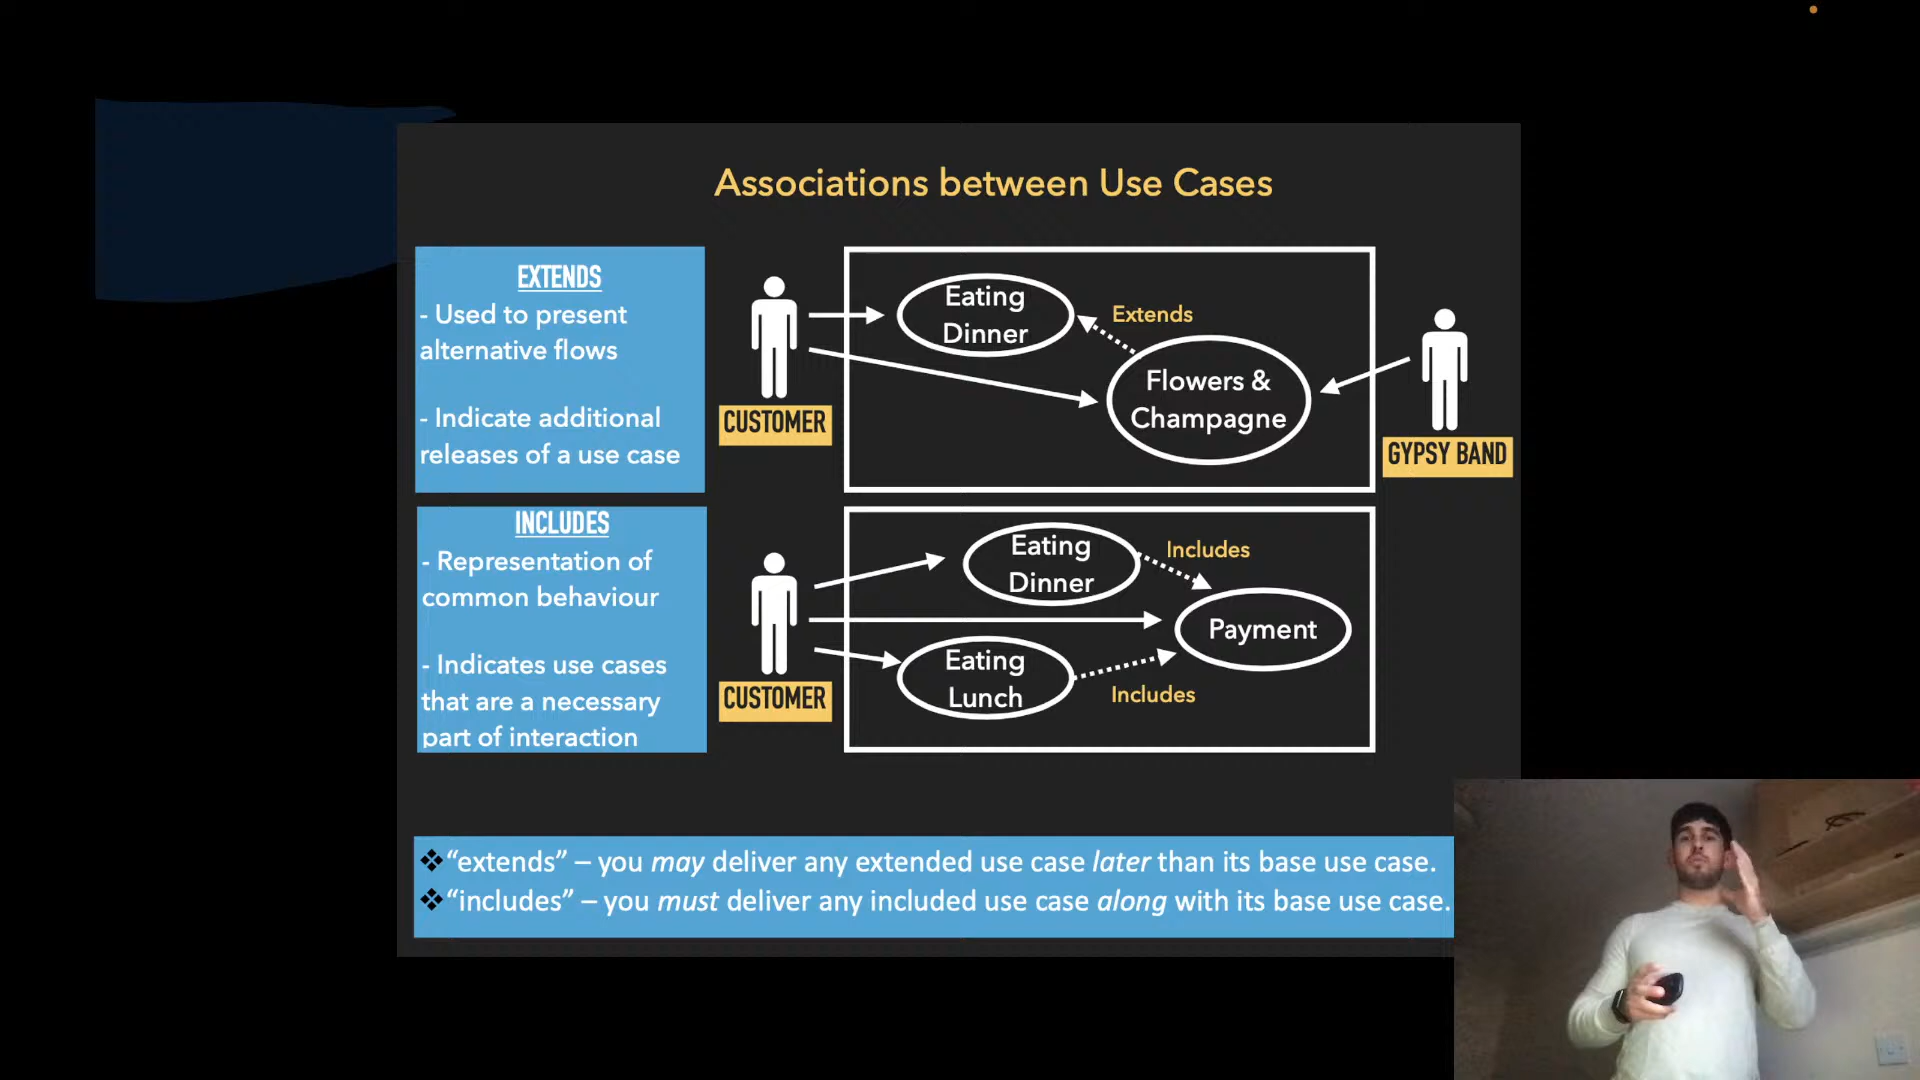 Associations between Use Cases
EXTENDS
- Used to present
alternative flows
- Indicate additional
releases of a use case
CUSTOMER
Eating
Dinner
Extends
Flowers &
Champagne
GYPSY BAND
INCLUDES
- Representation of
common behaviour
- Indicates use cases
that are a necessary
part of interaction
CUSTOMER
Eating
Dinner
Includes
Payment
Eating
Lunch
Includes
❖“extends” – you may deliver any extended use case later than its base use case.
❖“includes” – you must deliver any included use case along with its base use case.